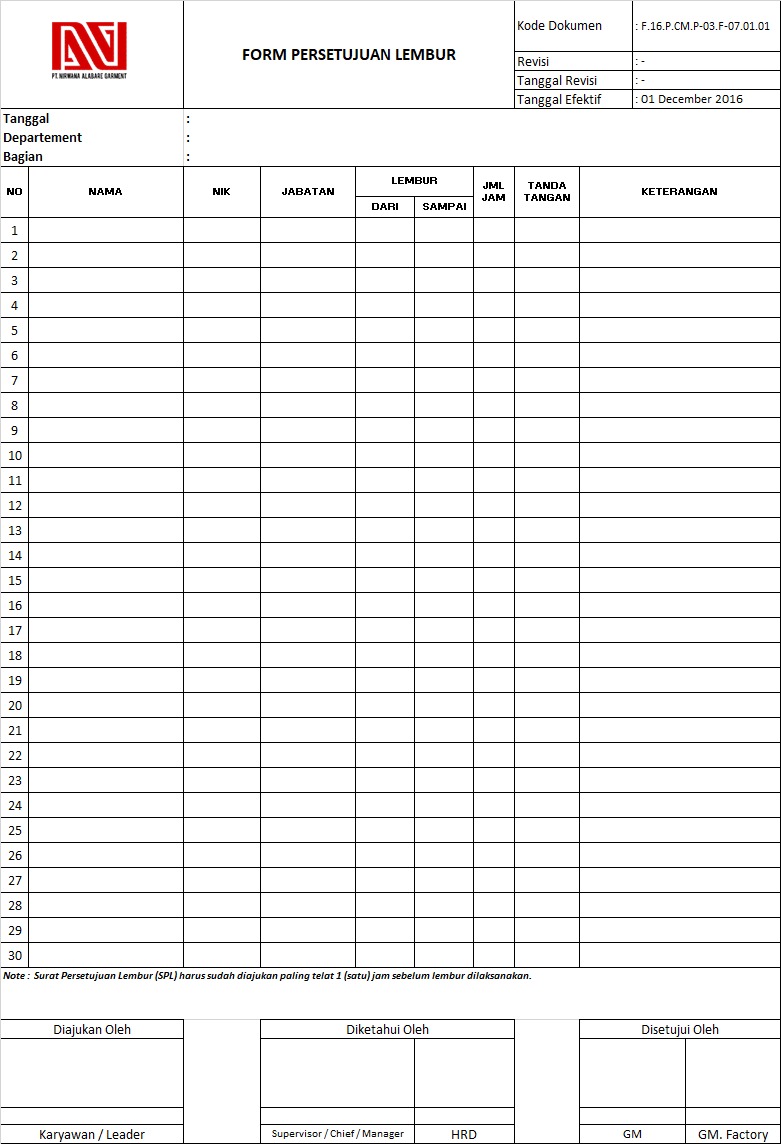 PT. NIRWANA ALABARE GARMENT
FORM PERSETUJUAN LEMBUR
Kode Dokumen : F.16.P.CM.P-03.F-07.01.01
Revisi : -
Tanggal Revisi : -
Tanggal Efektif : 01 December 2016
Tanggal :
Departement :
Bagian :
NO NAMA NIK JABATAN LEMBUR JML JAM TANDA TANGAN KETERANGAN
DARI SAMPAI
1
2
3
4
5
6
7
8
9
10
11
12
13
14
15
16
17
18
19
20
21
22
23
24
25
26
27
28
29
30
Note : Surat Persetujuan Lembur (SPL) harus sudah diajukan paling telat 1 (satu) jam sebelum lembur dilaksanakan.
Diajukan Oleh Diketahui Oleh Disetujui Oleh
Karyawan / Leader Supervisor / Chief / Manager HRD GM GM. Factory